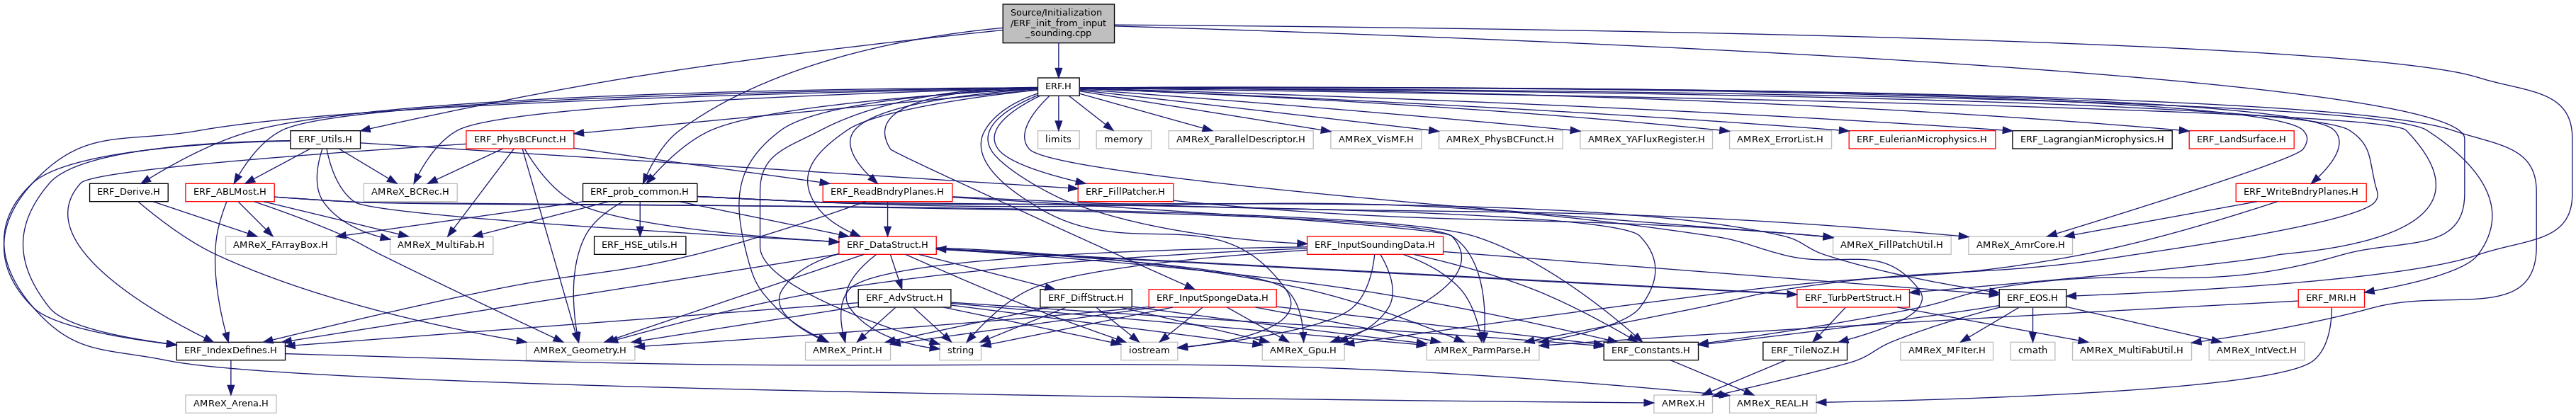 Source/Initialization
/ERF_init_from_input
_sounding.cpp
ERF.H
ERF_Utils.H
ERF_PhysBCFunct.H
limits
memory
AMReX_ParallelDescriptor.H
AMReX_VisMF.H
AMReX_PhysBCFunct.H
AMReX_YAFluxRegister.H
AMReX_ErrorList.H
ERF_EulerianMicrophysics.H
ERF_LagrangianMicrophysics.H
ERF_LandSurface.H
ERF_Derive.H
ERF_ABLMost.H
AMReX_BCRec.H
ERF_prob_common.H
ERF_ReadBndryPlanes.H
ERF_FillPatcher.H
ERF_WriteBndryPlanes.H
AMReX_FArrayBox.H
AMReX_MultiFab.H
ERF_HSE_utils.H
ERF_DataStruct.H
ERF_InputSoundingData.H
AMReX_FillPatchUtil.H
AMReX_AmrCore.H
ERF_AdvStruct.H
ERF_DiffStruct.H
ERF_InputSpongeData.H
ERF_TurbPertStruct.H
ERF_EOS.H
ERF_MRI.H
ERF_IndexDefines.H
AMReX_Geometry.H
AMReX_Print.H
string
iostream
AMReX_Gpu.H
AMReX_ParmParse.H
ERF_Constants.H
ERF_TileNoZ.H
AMReX_MFIter.H
cmath
AMReX_MultiFabUtil.H
AMReX_IntVect.H
AMReX_Arena.H
AMReX.H
AMReX_REAL.H